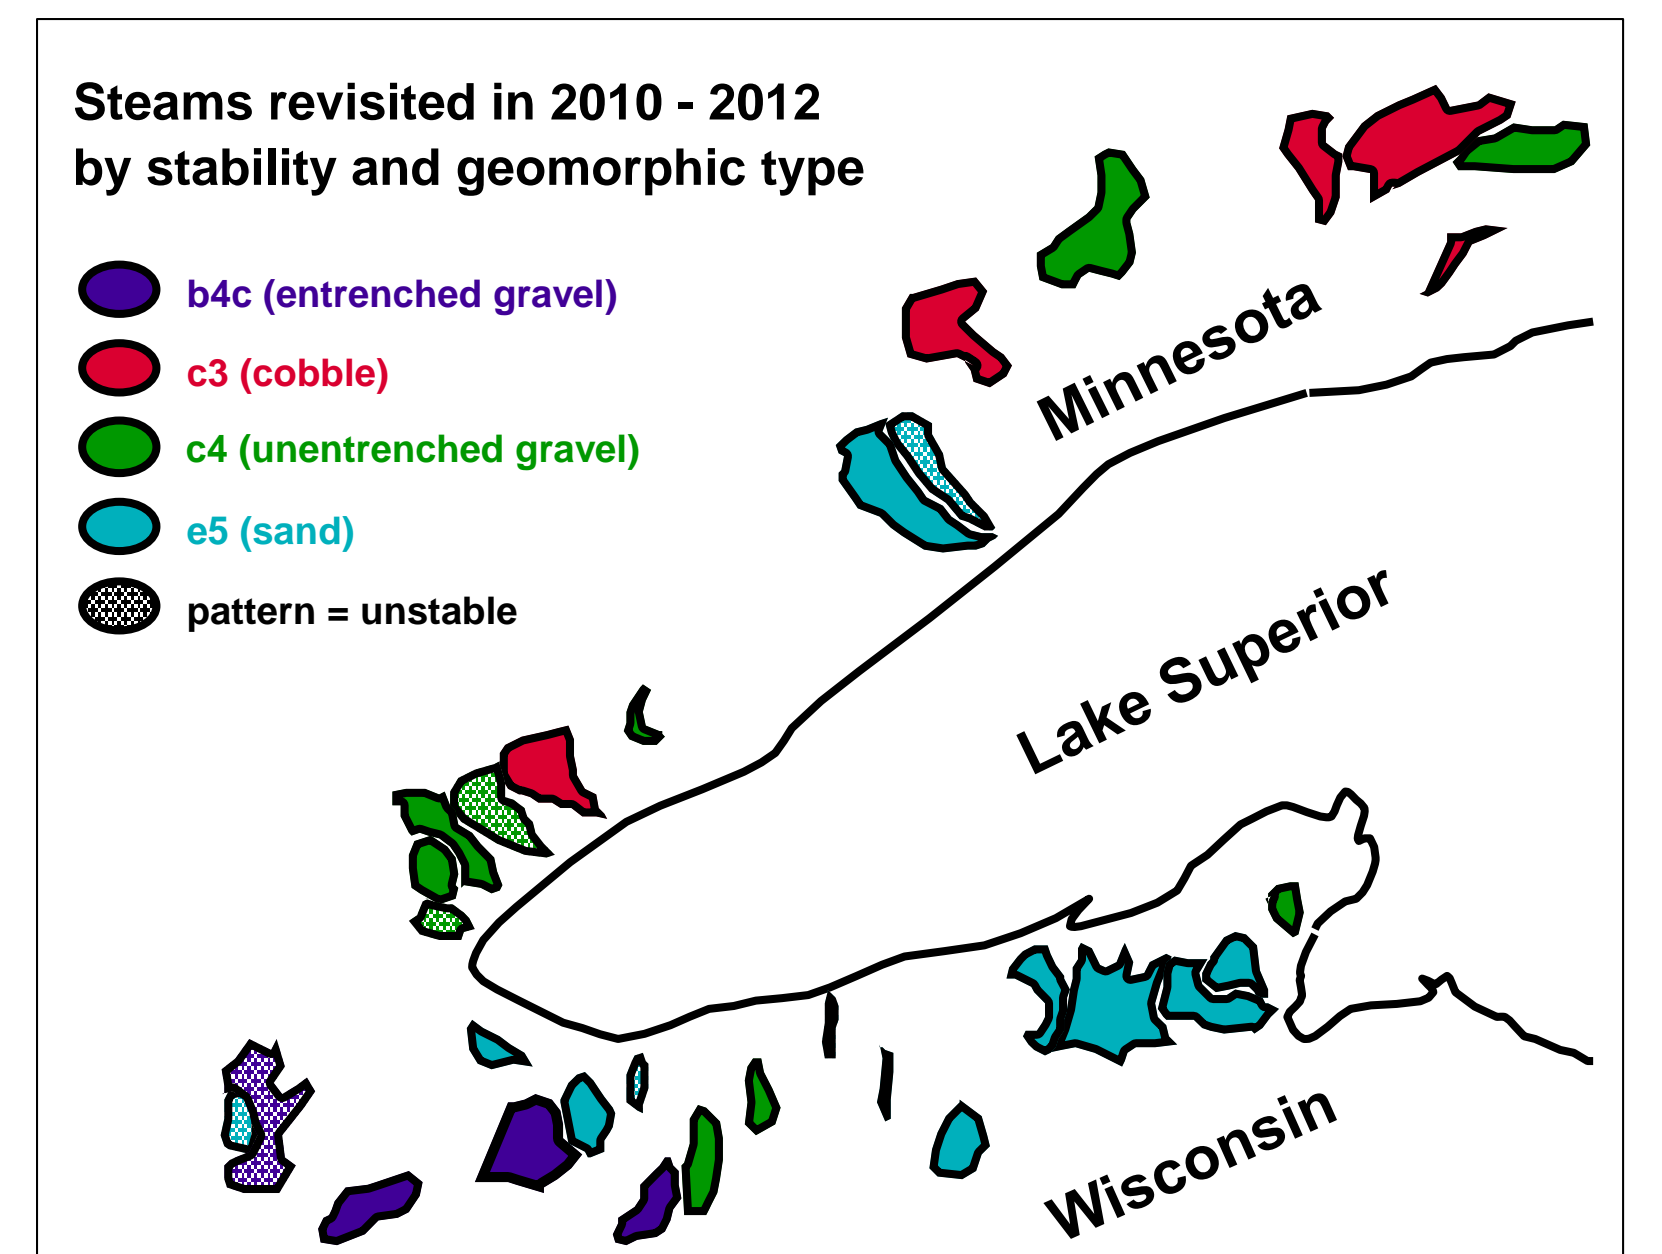 Steams revisited in 2010 - 2012
by stability and geomorphic type
b4c (entrenched gravel)
c3 (cobble)
c4 (unentrenched gravel)
e5 (sand)
pattern = unstable
Minnesota
Lake Superior
Wisconsin